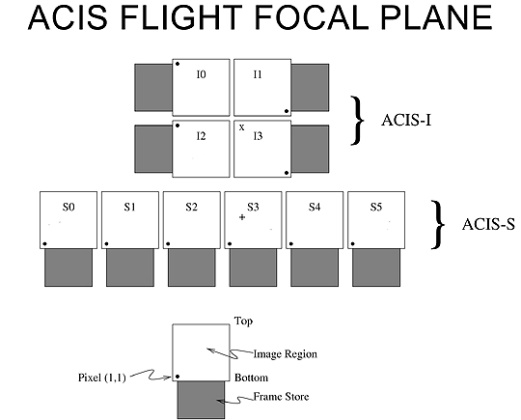 ACIS FLIGHT FOCAL PLANE
I0 I1
ACIS-I
I2 x I3
S0 S1 S2 S3 S4 S5
+
ACIS-S
Top
Image Region
Pixel (1,1) Bottom
Frame Store